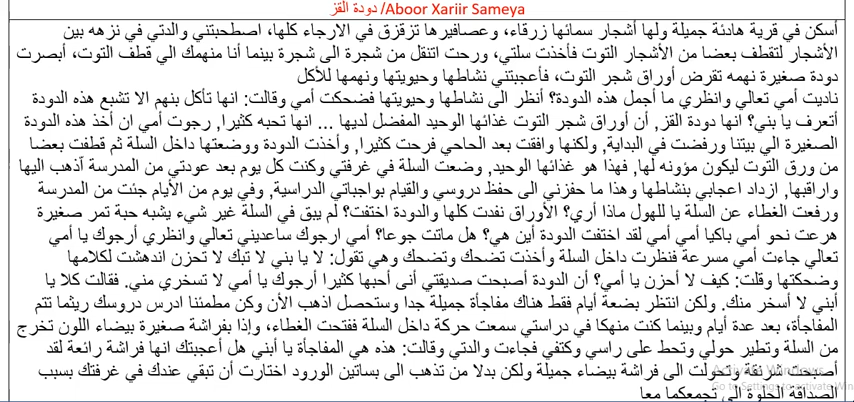 دودة القز /Aboor Xariir Sameya
أسكن في قرية هادئة جميلة ولها أشجار سمائها زرقاء، وعصافيرها تزقزق في الارجاء كلها، اصطحبتني والدتي في نزهه بين
الأشجار لتقطف بعضا من الأشجار التوت فأخذت سلتي، ورحت اتنقل من شجرة الى شجرة بينما أنا منهمك الي قطف التوت، أبصرت
دودة صغيرة نهمه تقرض أوراق شجر التوت، فأعجبتني نشاطها وحيويتها ونهمها للأكل
ناديت أمي تعالي وانظري ما أجمل هذه الدودة؟ أنظر الى نشاطها وحيويتها فضحكت أمي وقالت: انها تأكل بنهم الا تشبع هذه الدودة
أتعرف يا بني؟ انها دودة القز, أن أوراق شجر التوت غذائها الوحيد المفضل لديها ... انها تحبه كثيرا, رجوت امي ان أخذ هذه الدودة
الصغيرة الي بيتنا ورفضت في البداية, ولكنها وافقت بعد الحاحي فرحت كثيرا, وأخذت الدودة ووضعتها داخل السلة ثم قطفت بعضا
من ورق التوت ليكون مؤونه لها, فهذا هو غذائها الوحيد, وضعت السلة في غرفتي وكنت كل يوم بعد عودتي من المدرسة آذهب اليها
واراقبها, ازداد اعجابي بنشاطها وهذا ما حفزني الى حفظ دروسي والقيام بواجباتي الدراسية, وفي يوم من الأيام جئت من المدرسة
ورفعت الغطاء عن السلة يا للهول ماذا أري؟ الأوراق نفدت كلها والدودة اختفت؟ لم يبق في السلة غير شيء يشبه حبة تمر صغيرة
هرعت نحو أمي باكيا أمي أمي لقد اختفت الدودة أين هي؟ هل ماتت جوعا؟ أمي ارجوك ساعديني تعالي وانظري أرجوك يا أمي
تعالي جاءت أمي مسرعة فنظرت داخل السلة وأخذت تضحك وتضحك وهي تقول: لا يا بني لا تبك لا تحزن اندهشت لكلامها
وضحكتها وقلت: كيف لا أحزن يا أمي؟ أن الدودة أصبحت صديقتي أنى أحبها كثيرا أرجوك يا أمي لا تسخري مني. فقالت كلا يا
أبني لا أسخر منك. ولكن انتظر بضعة أيام فقط هناك مفاجأة جميلة جدا وستحصل اذهب الأن وكن مطمئنا ادرس دروسك ريثما تتم
المفاجأة، بعد عدة أيام وبينما كنت منهكا في دراستي سمعت حركة داخل السلة ففتحت الغطاء، وإذا بفراشة صغيرة بيضاء اللون تخرج
من السلة وتطير حولي وتحط على راسي وكتفي فجاءت والدتي وقالت: هذه هي المفاجأة يا أبني هل أعجبتك انها فراشة رائعة لقد
أصبحت شرنقة وتحولت الى فراشة بيضاء جميلة ولكن بدلا من تذهب الى بساتين الورود اختارت أن تبقي عندك في غرفتك بسبب
الصداقة الحلوة الي تجمعكما معا